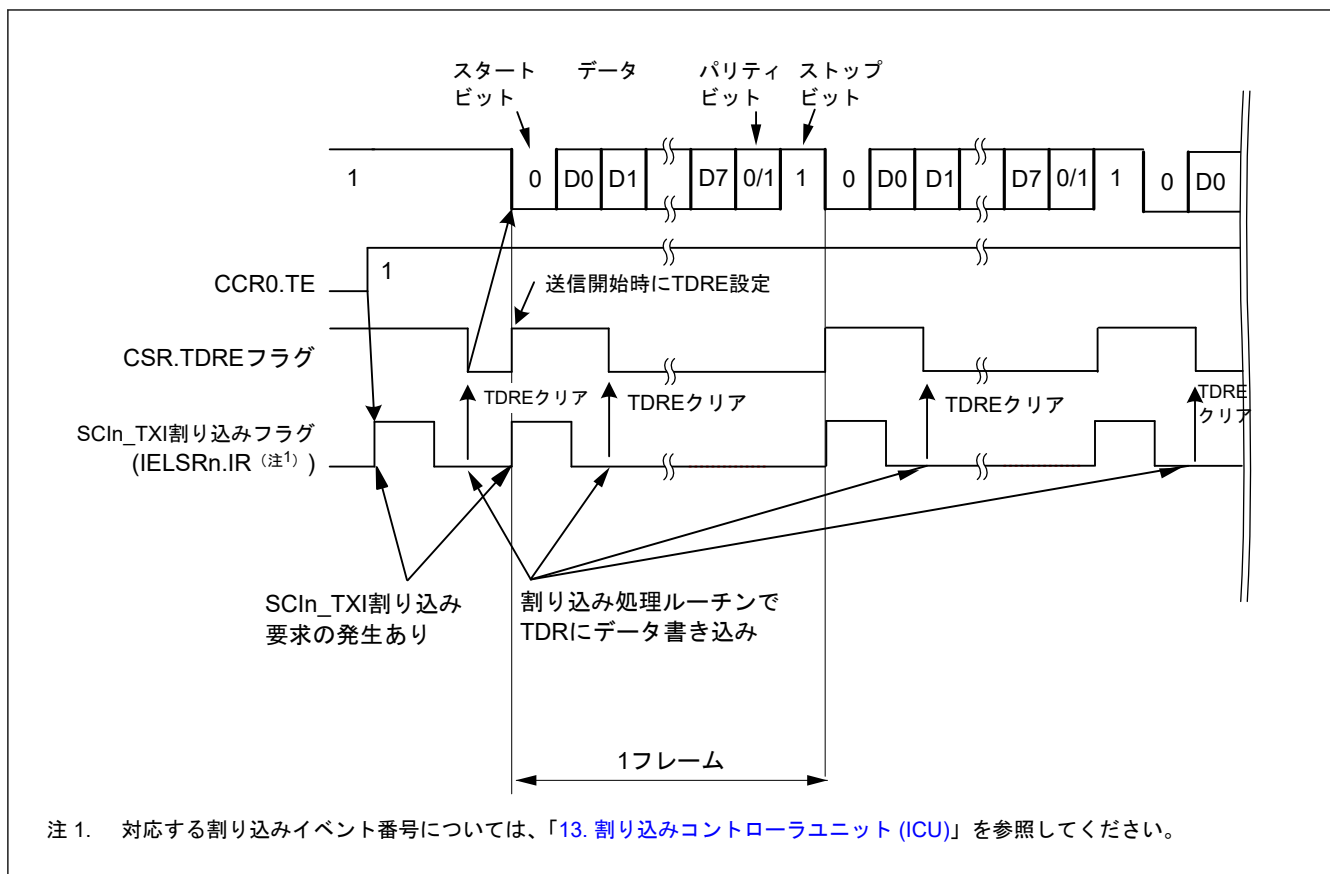 スタート
ビット
データ
パリティ
ビット
ストップ
ビット
1
0 D0 D1 D7 0/1 1 0 D0 D1 D7 0/1 1 0 D0
CCR0.TE
1
送信開始時にTDRE設定
CSR.TDREフラグ
TDREクリア
TDREクリア
TDREクリア
TDRE
クリア
SCIn_TXI割り込みフラグ
(IELSRn.IR（注1）)
SCIn_TXI割り込み
要求の発生あり
割り込み処理ルーチンで
TDRにデータ書き込み
1フレーム
注 1. 対応する割り込みイベント番号については、「13. 割り込みコントローラユニット (ICU)」を参照してください。